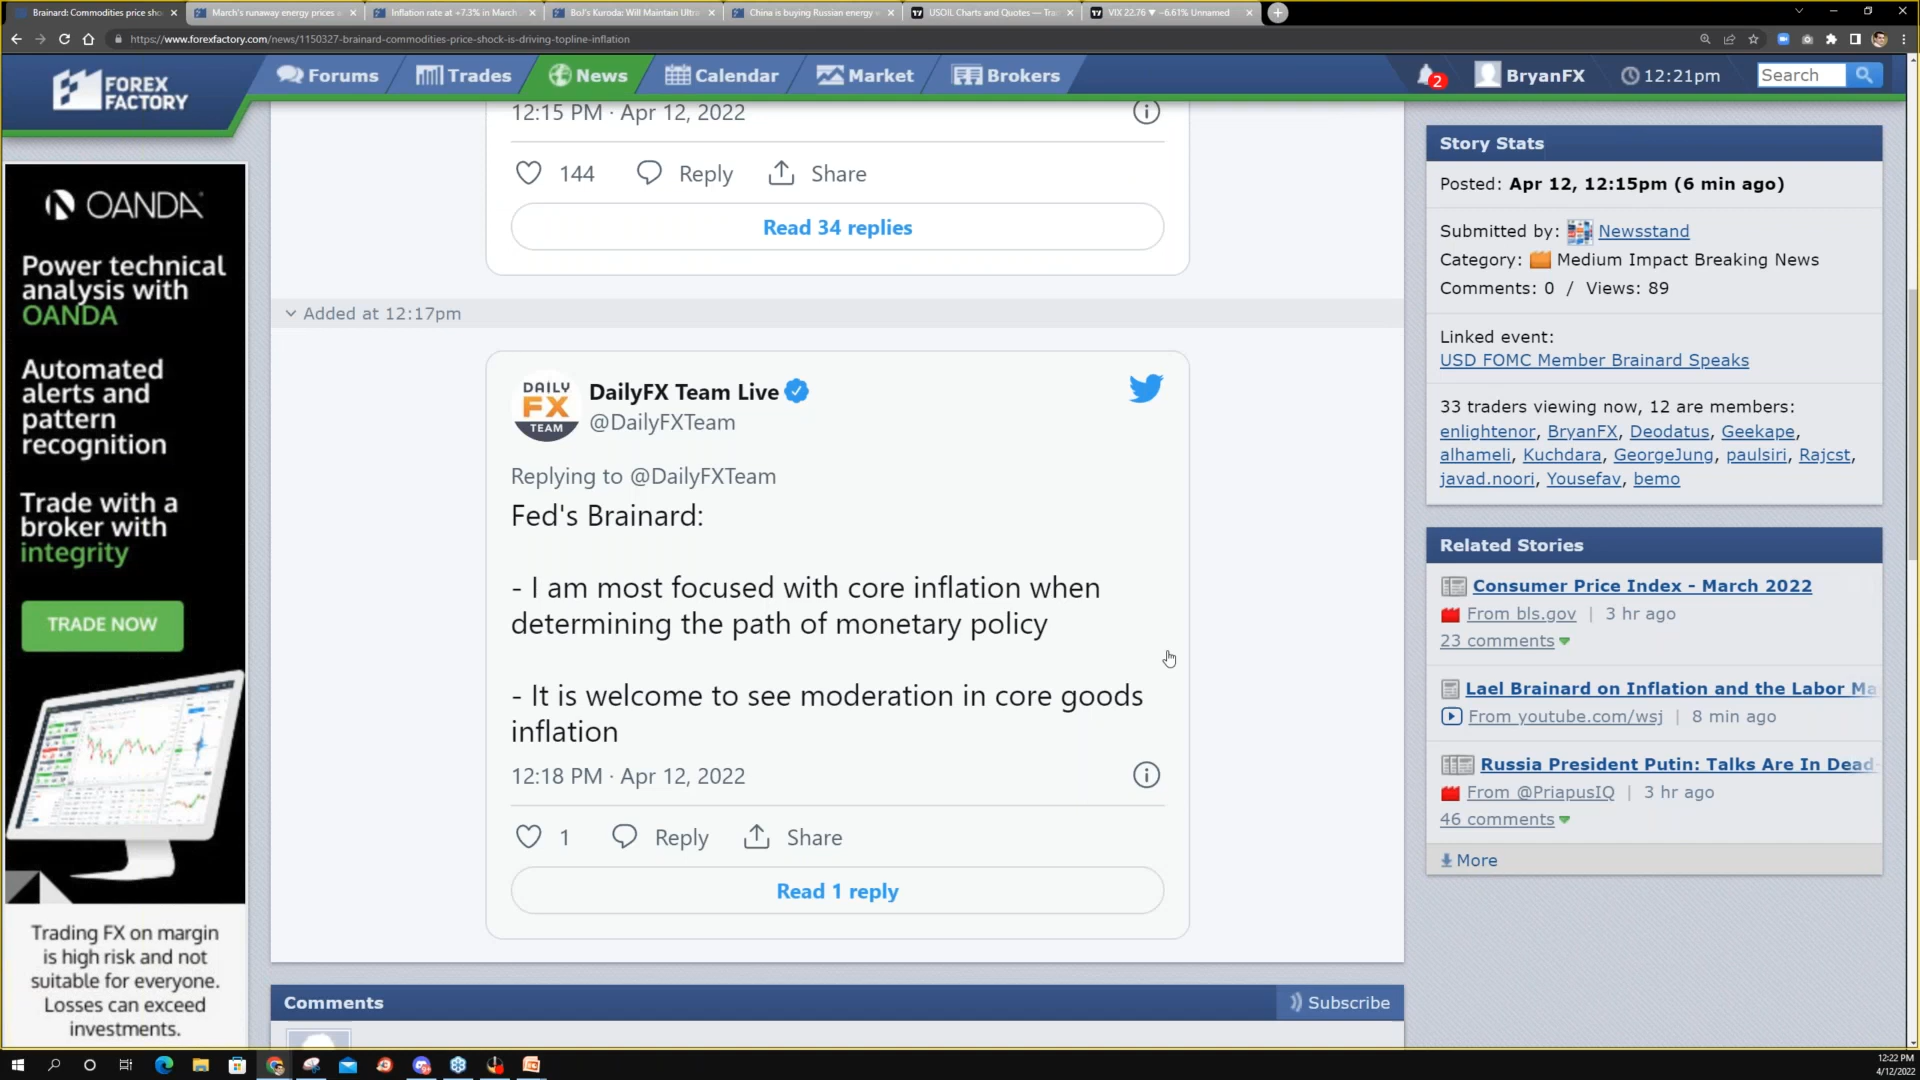 Brainard: Commodities price sho
March's runaway energy prices a
Inflation rate at +7.3% in March
BoJ's Kuroda: Will Maintain Ultr
China is buying Russian energy w
USOIL Charts and Quotes — Tra
VIX 22.76 ▼ −6.61% Unnamed
https://www.forexfactory.com/news/1150327-brainard-commodities-price-shock-is-driving-topline-inflation
FOREX
FACTORY
Forums
Trades
News
Calendar
Market
Brokers
2
BryanFX
12:21pm
Search
OANDA
Power technical
analysis with
OANDA
Automated
alerts and
pattern
recognition
Trade with a
broker with
integrity
TRADE NOW
Trading FX on margin
is high risk and not
suitable for everyone.
Losses can exceed
investments.
12:15 PM · Apr 12, 2022
144 Reply Share
Read 34 replies
Added at 12:17pm
DAILY
FX
TEAM
DailyFX Team Live
@DailyFXTeam
Replying to @DailyFXTeam
Fed's Brainard:
- I am most focused with core inflation when
determining the path of monetary policy
- It is welcome to see moderation in core goods
inflation
12:18 PM · Apr 12, 2022
1 Reply Share
Read 1 reply
Comments
Subscribe
Story Stats
Posted: Apr 12, 12:15pm (6 min ago)
Submitted by: Newsstand
Category: Medium Impact Breaking News
Comments: 0 / Views: 89
Linked event:
USD FOMC Member Brainard Speaks
33 traders viewing now, 12 are members:
enlightenor, BryanFX, Deodatus, Geekape,
alhameli, Kuchdara, GeorgeJung, paulsiri, Rajcst,
javad.noori, Yousefav, bemo
Related Stories
Consumer Price Index - March 2022
From bls.gov | 3 hr ago
23 comments
Lael Brainard on Inflation and the Labor Ma
From youtube.com/wsj | 8 min ago
Russia President Putin: Talks Are In Dead-
From @PriapusIQ | 3 hr ago
46 comments
More
12:22 PM
4/12/2022